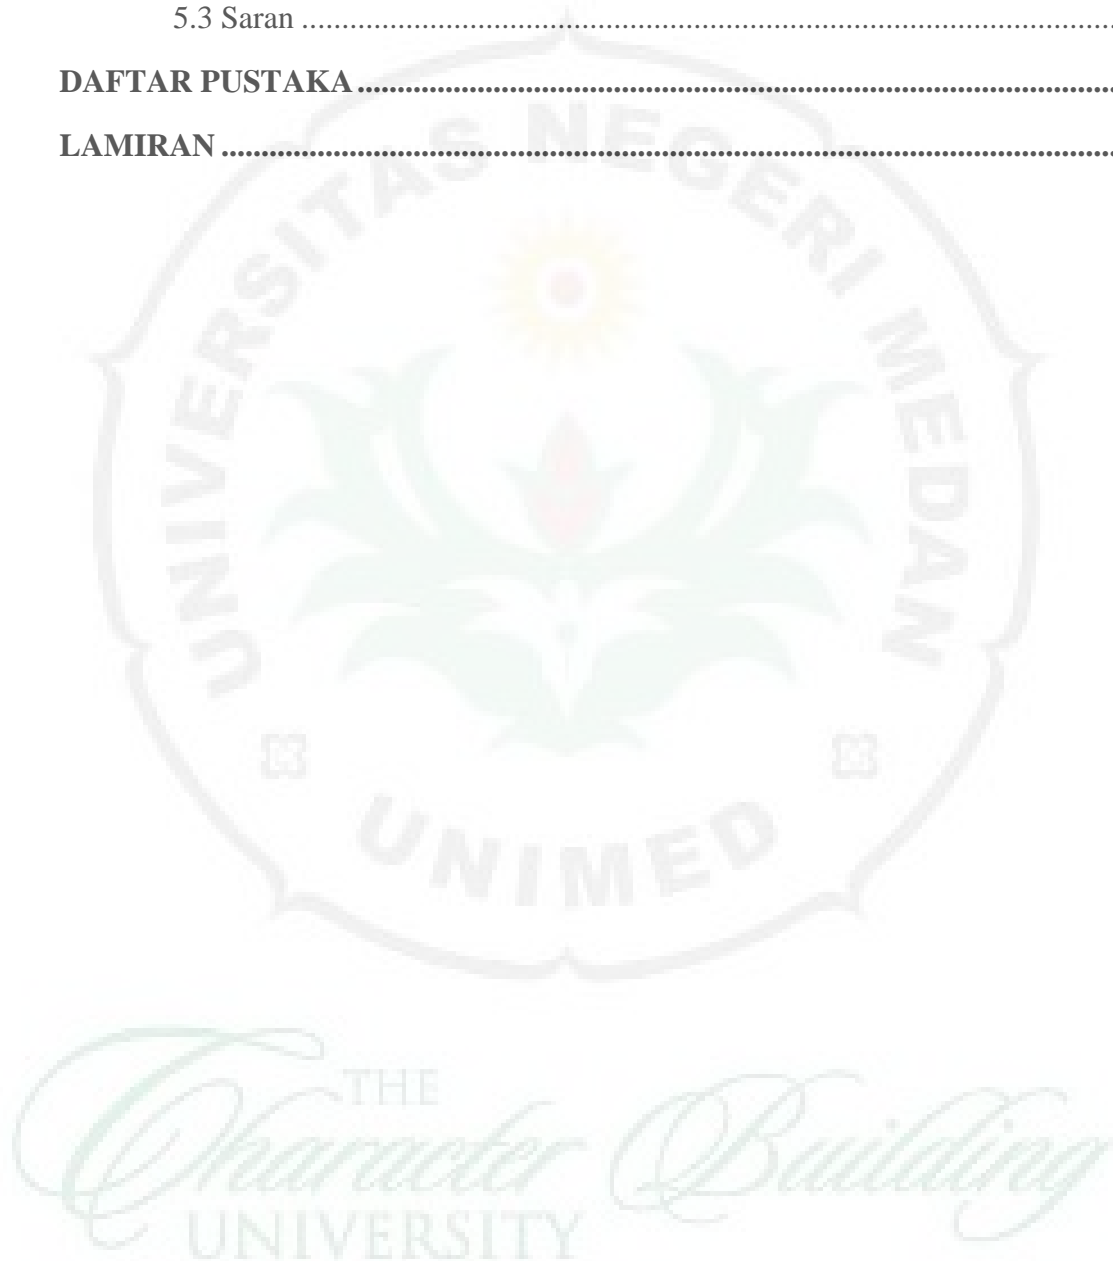 5.3 Saran ........................................................................................................
DAFTAR PUSTAKA ...............................................................................................
LAMIRAN ................................................................................................................
UNIVERSITAS NEGERI MEDAN
UNIMED
THE
Character Building
UNIVERSITY